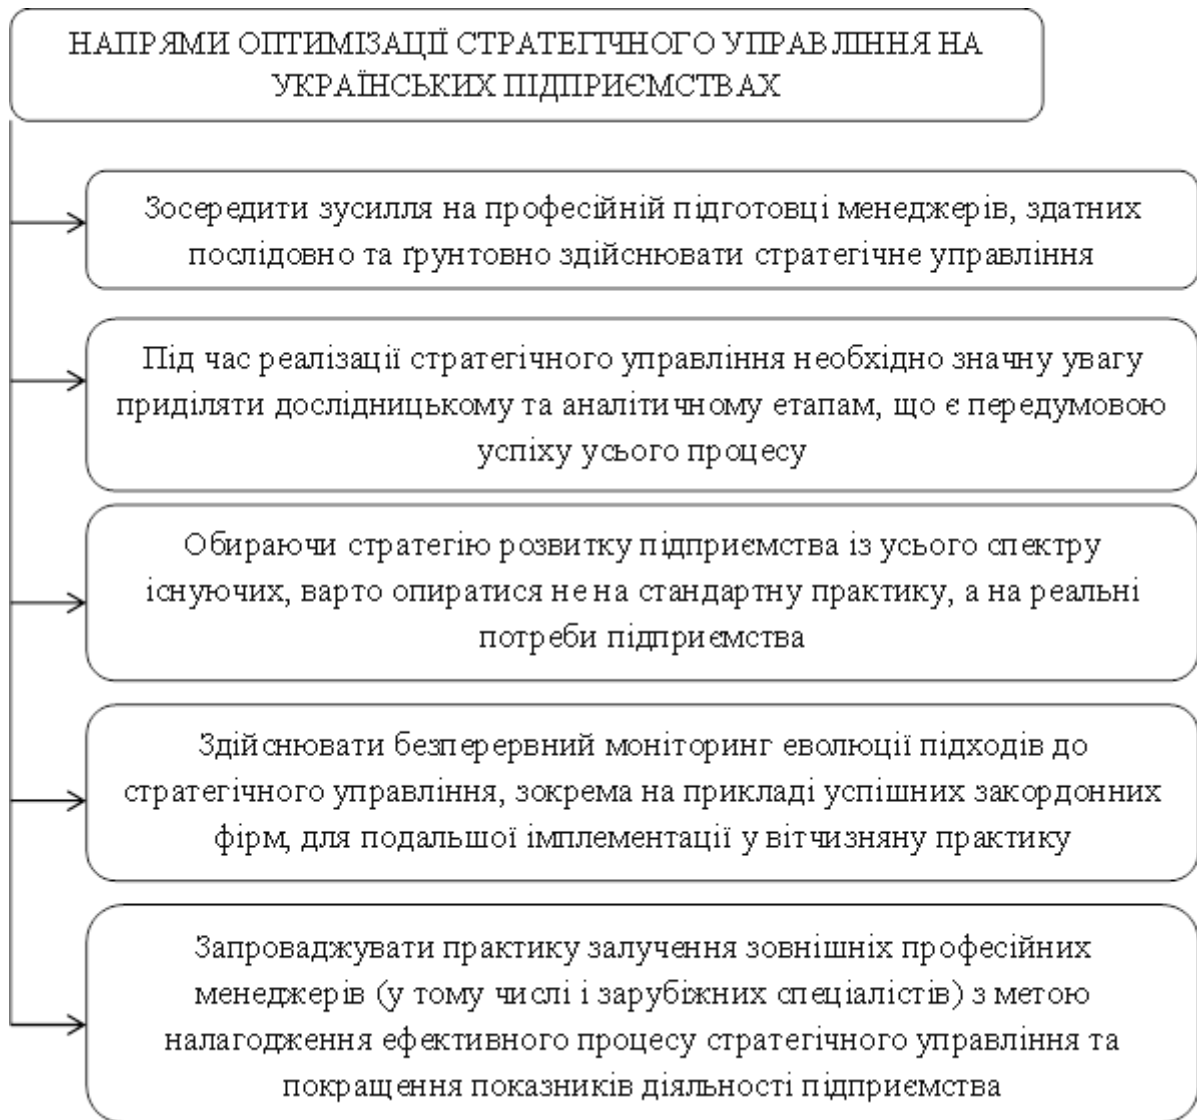 НАПРЯМИ ОПТИМІЗАЦІЇ СТРАТЕГІЧНОГО УПРАВЛІННЯ НА
УКРАЇНСЬКИХ ПІДПРИЄМСТВАХ
Зосередити зусилля на професійній підготовці менеджерів, здатних
послідовно та ґрунтовно здійснювати стратегічне управління
Під час реалізації стратегічного управління необхідно значну увагу
приділяти дослідницькому та аналітичному етапам, що є передумовою
успіху усього процесу
Обираючи стратегію розвитку підприємства із усього спектру
існуючих, варто опиратися не на стандартну практику, а на реальні
потреби підприємства
Здійснювати безперервний моніторинг еволюції підходів до
стратегічного управління, зокрема на прикладі успішних закордонних
фірм, для подальшої імплементації у вітчизняну практику
Запроваджувати практику залучення зовнішніх професійних
менеджерів (у тому числі і зарубіжних спеціалістів) з метою
налагодження ефективного процесу стратегічного управління та
покращення показників діяльності підприємства